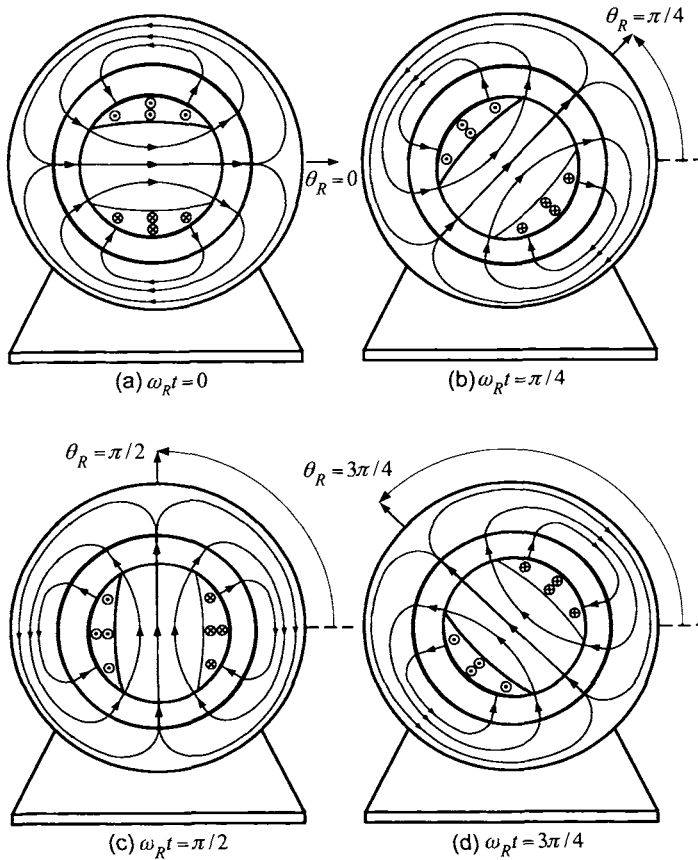 θ_R = π/4
θ_R = 0
(a) ω_R t = 0
(b) ω_R t = π/4
θ_R = π/2
θ_R = 3π/4
(c) ω_R t = π/2
(d) ω_R t = 3π/4